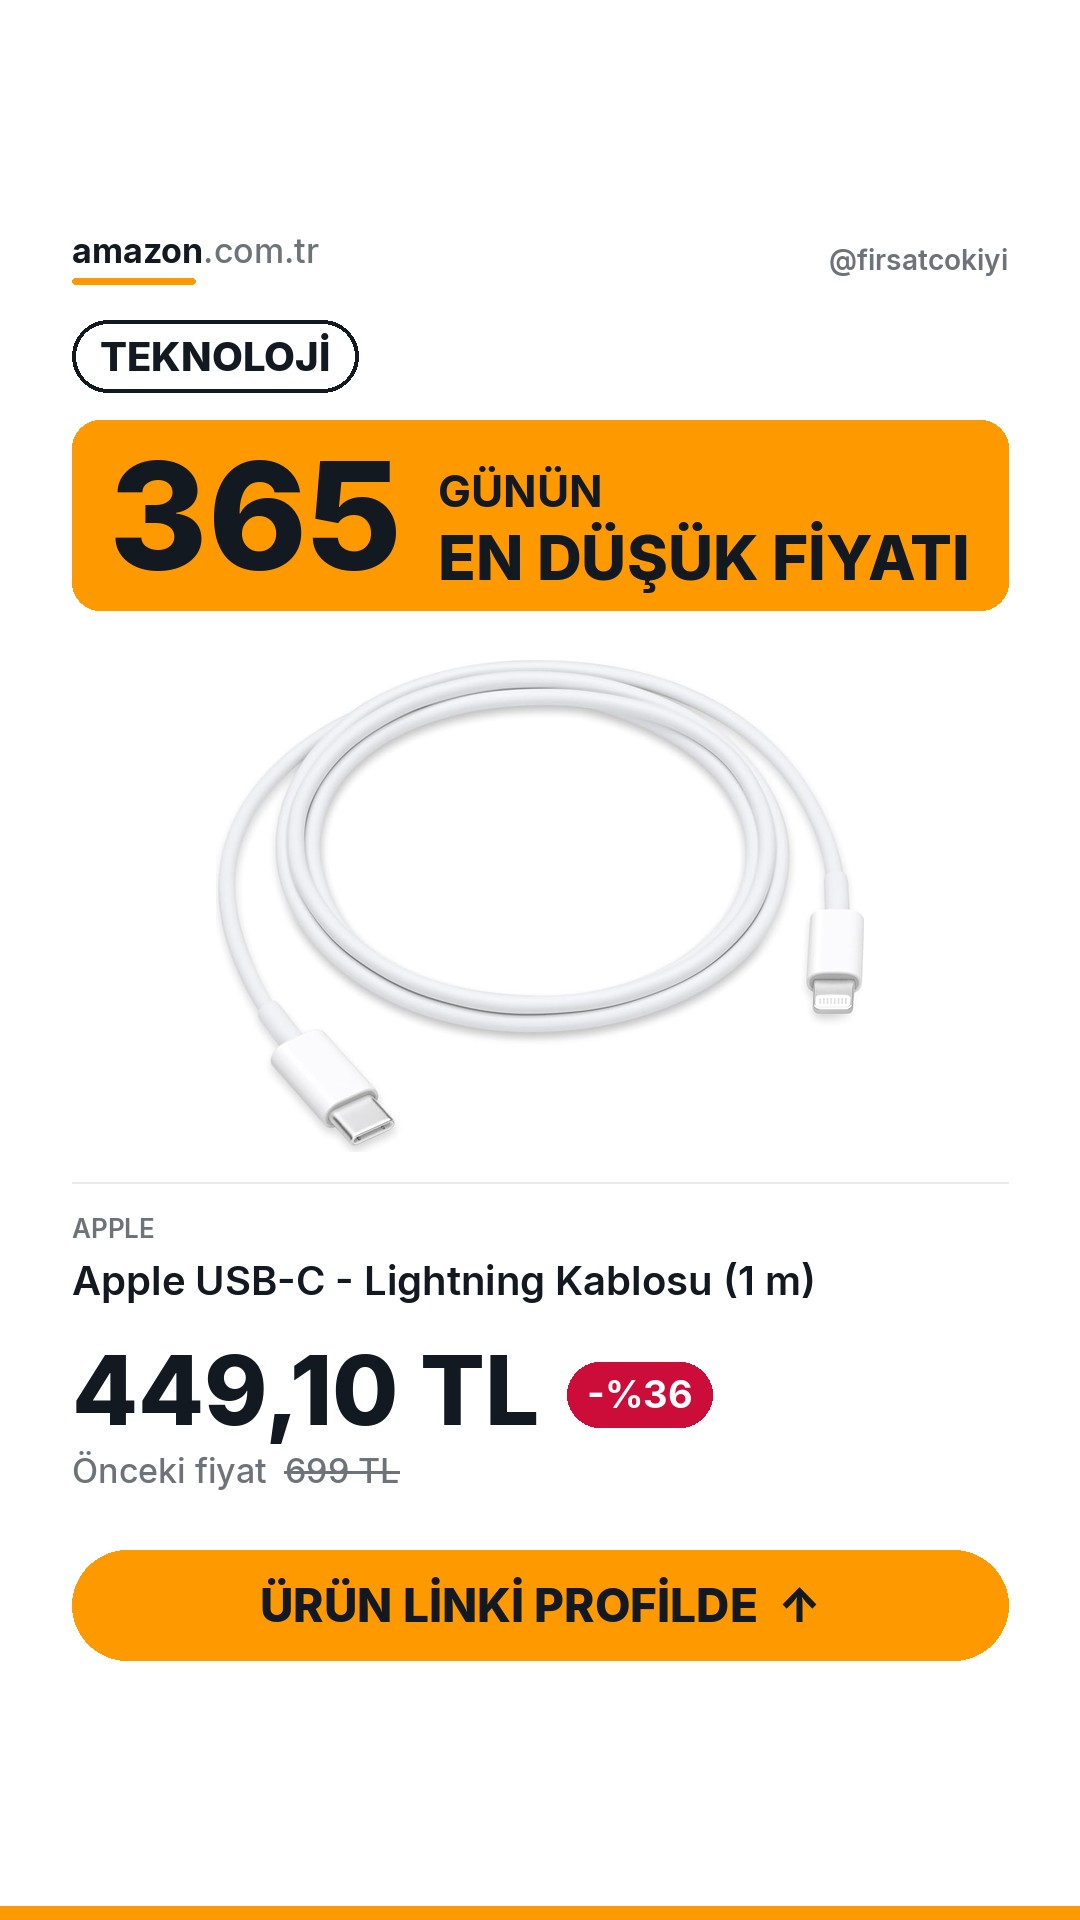 amazon.com.tr
@firsatcokiyi
TEKNOLOJİ
365
GÜNÜN
EN DÜŞÜK FİYATI
APPLE
Apple USB-C - Lightning Kablosu (1 m)
449,10 TL -%36
Önceki fiyat 699 TL
ÜRÜN LİNKİ PROFİLDE ↑